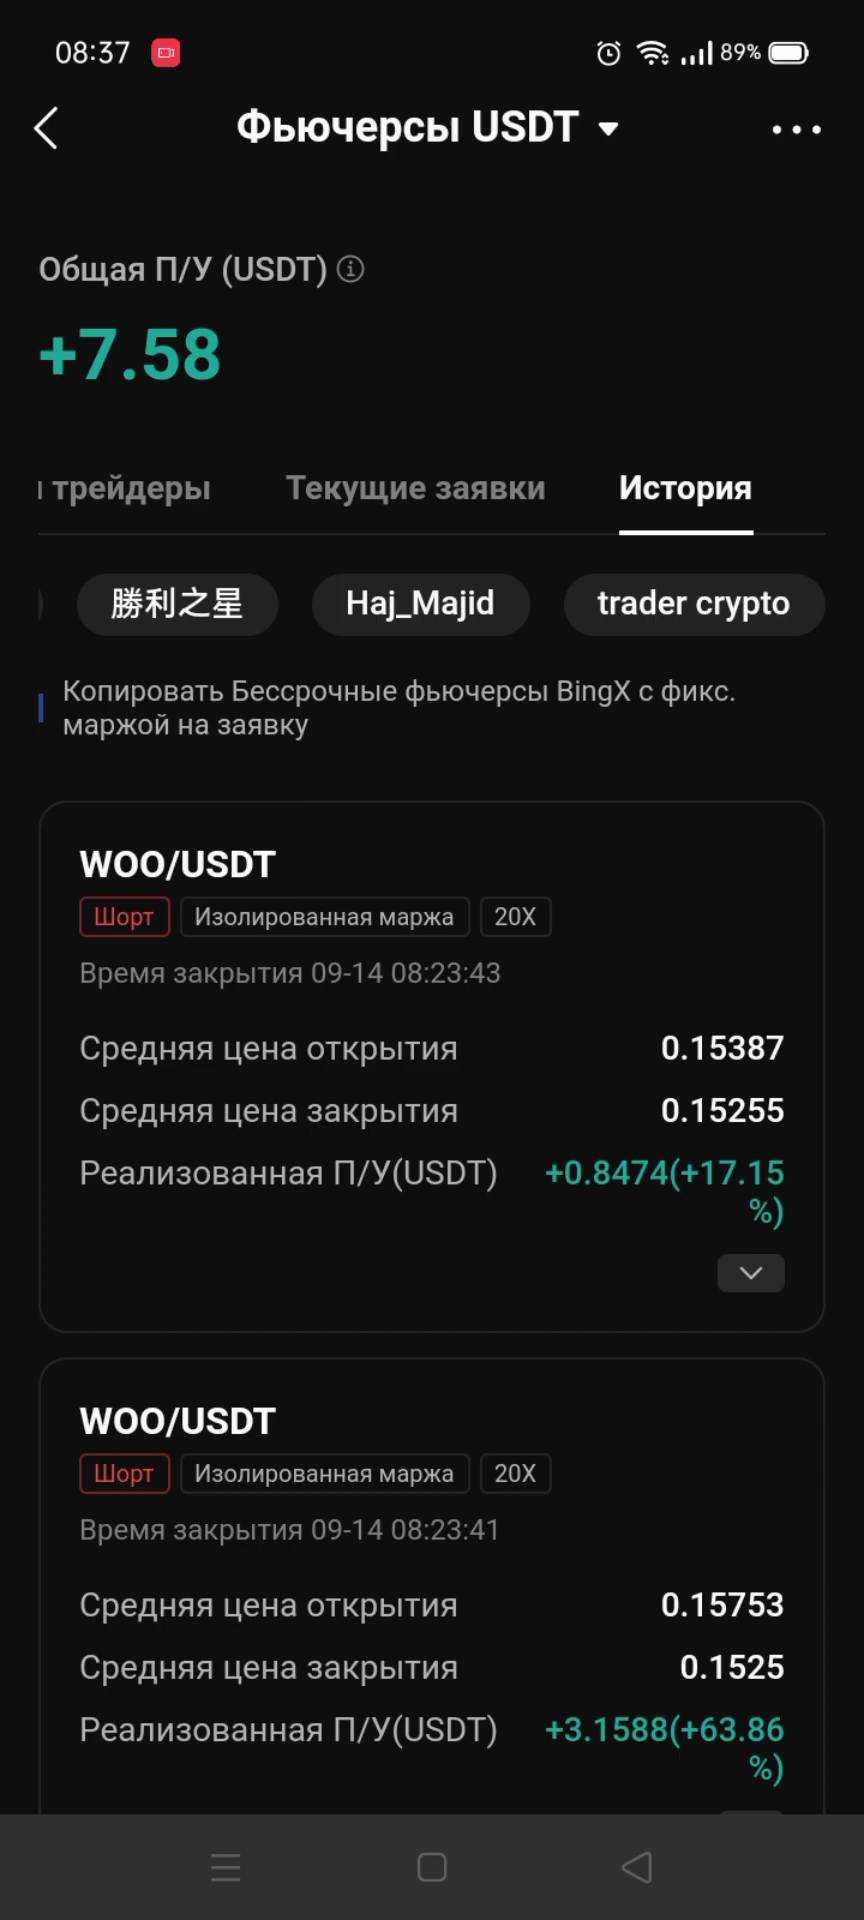 08:37
89%
Фьючерсы USDT
Общая П/У (USDT)
+7.58
трейдеры Текущие заявки История
勝利之星 Haj_Majid trader crypto
Копировать Бессрочные фьючерсы BingX с фикс.
маржой на заявку
WOO/USDT
Шорт Изолированная маржа 20X
Время закрытия 09-14 08:23:43
Средняя цена открытия 0.15387
Средняя цена закрытия 0.15255
Реализованная П/У(USDT) +0.8474(+17.15
%)
WOO/USDT
Шорт Изолированная маржа 20X
Время закрытия 09-14 08:23:41
Средняя цена открытия 0.15753
Средняя цена закрытия 0.1525
Реализованная П/У(USDT) +3.1588(+63.86
%)